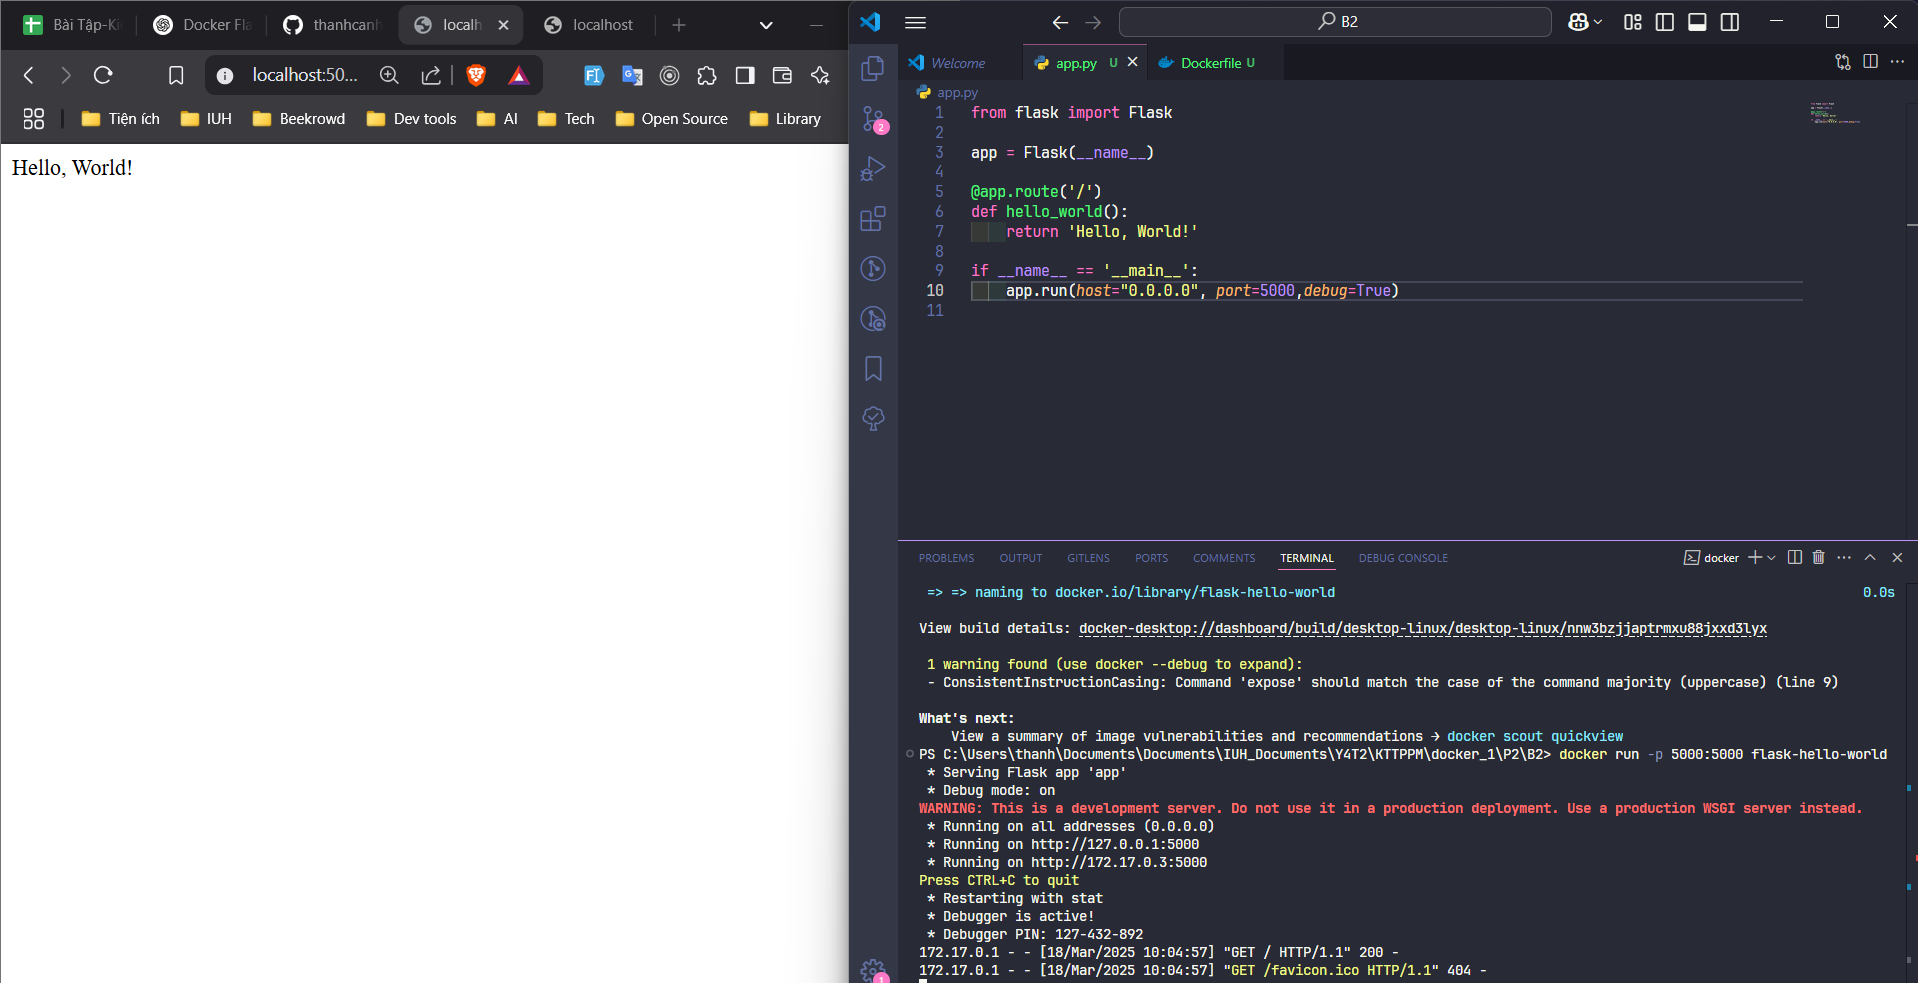 Bài Tập-Ki
Docker Fla
thanhcanh
localh
localhost
localhost:50...
Tiện ích
IUH
Beekrowd
Dev tools
AI
Tech
Open Source
Library
Hello, World!
B2
Welcome
app.py U
Dockerfile U
app.py
1 from flask import Flask
2
3 app = Flask(__name__)
4
5 @app.route('/')
6 def hello_world():
7 return 'Hello, World!'
8
9 if __name__ == '__main__':
10 app.run(host="0.0.0.0", port=5000,debug=True)
11
2
PROBLEMS OUTPUT GITLENS PORTS COMMENTS TERMINAL DEBUG CONSOLE
docker
=> => naming to docker.io/library/flask-hello-world 0.0s
View build details: docker-desktop://dashboard/build/desktop-linux/desktop-linux/nnw3bzjjaptrmxu88jxxd3lyx
1 warning found (use docker --debug to expand):
- ConsistentInstructionCasing: Command 'expose' should match the case of the command majority (uppercase) (line 9)
What's next:
View a summary of image vulnerabilities and recommendations → docker scout quickview
PS C:\Users\thanh\Documents\Documents\IUH_Documents\Y4T2\KTTPPM\docker_1\P2\B2> docker run -p 5000:5000 flask-hello-world
* Serving Flask app 'app'
* Debug mode: on
WARNING: This is a development server. Do not use it in a production deployment. Use a production WSGI server instead.
* Running on all addresses (0.0.0.0)
* Running on http://127.0.0.1:5000
* Running on http://172.17.0.3:5000
Press CTRL+C to quit
* Restarting with stat
* Debugger is active!
* Debugger PIN: 127-432-892
172.17.0.1 - - [18/Mar/2025 10:04:57] "GET / HTTP/1.1" 200 -
172.17.0.1 - - [18/Mar/2025 10:04:57] "GET /favicon.ico HTTP/1.1" 404 -
1